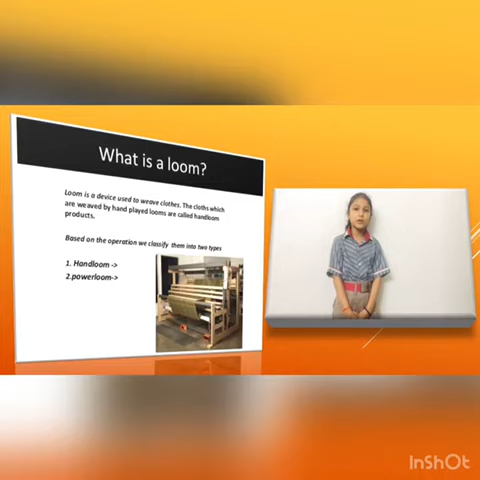 What is a loom?
Loom is a device used to weave clothes. The cloths which
are weaved by hand played looms are called handloom
products.
Based on the operation we classify them into two types
1. Handloom ->
2.powerloom->
InShOt